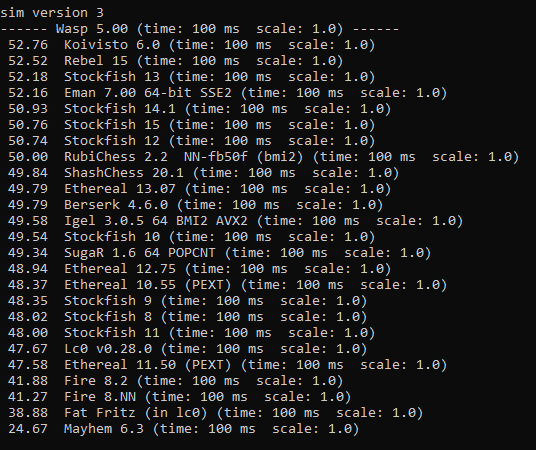 sim version 3
------ Wasp 5.00 (time: 100 ms  scale: 1.0) ------
 52.76  Koivisto 6.0 (time: 100 ms  scale: 1.0)
 52.52  Rebel 15 (time: 100 ms  scale: 1.0)
 52.18  Stockfish 13 (time: 100 ms  scale: 1.0)
 52.16  Eman 7.00 64-bit SSE2 (time: 100 ms  scale: 1.0)
 50.93  Stockfish 14.1 (time: 100 ms  scale: 1.0)
 50.76  Stockfish 15 (time: 100 ms  scale: 1.0)
 50.74  Stockfish 12 (time: 100 ms  scale: 1.0)
 50.00  RubiChess 2.2  NN-fb50f (bmi2) (time: 100 ms  scale: 1.0)
 49.84  ShashChess 20.1 (time: 100 ms  scale: 1.0)
 49.79  Ethereal 13.07 (time: 100 ms  scale: 1.0)
 49.79  Berserk 4.6.0 (time: 100 ms  scale: 1.0)
 49.58  Igel 3.0.5 64 BMI2 AVX2 (time: 100 ms  scale: 1.0)
 49.54  Stockfish 10 (time: 100 ms  scale: 1.0)
 49.34  SugaR 1.6 64 POPCNT (time: 100 ms  scale: 1.0)
 48.94  Ethereal 12.75 (time: 100 ms  scale: 1.0)
 48.37  Ethereal 10.55 (PEXT) (time: 100 ms  scale: 1.0)
 48.35  Stockfish 9 (time: 100 ms  scale: 1.0)
 48.02  Stockfish 8 (time: 100 ms  scale: 1.0)
 48.00  Stockfish 11 (time: 100 ms  scale: 1.0)
 47.67  Lc0 v0.28.0 (time: 100 ms  scale: 1.0)
 47.58  Ethereal 11.50 (PEXT) (time: 100 ms  scale: 1.0)
 41.88  Fire 8.2 (time: 100 ms  scale: 1.0)
 41.27  Fire 8.NN (time: 100 ms  scale: 1.0)
 38.88  Fat Fritz (in lc0) (time: 100 ms  scale: 1.0)
 24.67  Mayhem 6.3 (time: 100 ms  scale: 1.0)